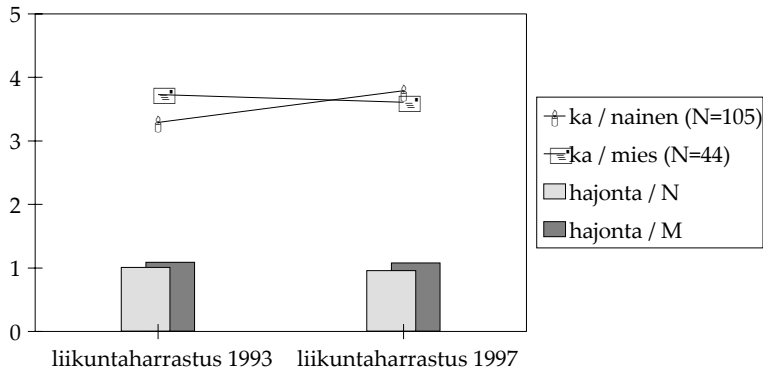 5
4
3
2
1
0
liikuntaharrastus 1993
liikuntaharrastus 1997
ka / nainen (N=105)
ka / mies (N=44)
hajonta / N
hajonta / M